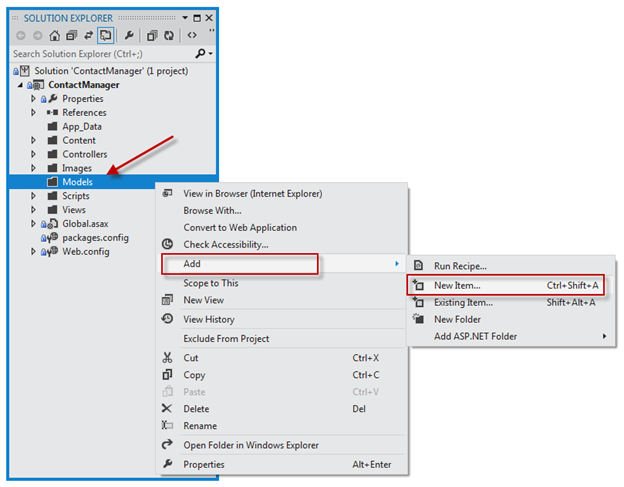 SOLUTION EXPLORER
Search Solution Explorer (Ctrl+;)
Solution 'ContactManager' (1 project)
ContactManager
Properties
References
App_Data
Content
Controllers
Images
Models
Scripts
Views
Global.asax
packages.config
Web.config
View in Browser (Internet Explorer)
Browse With...
Convert to Web Application
Check Accessibility...
Add
Scope to This
New View
View History
Exclude From Project
Cut Ctrl+X
Copy Ctrl+C
Paste Ctrl+V
Delete Del
Rename
Open Folder in Windows Explorer
Properties Alt+Enter
Run Recipe...
New Item... Ctrl+Shift+A
Existing Item... Shift+Alt+A
New Folder
Add ASP.NET Folder